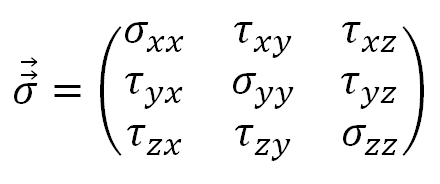 σxx τxy τxz
σ⃗⃗ = τyx σyy τyz
τzx τzy σzz